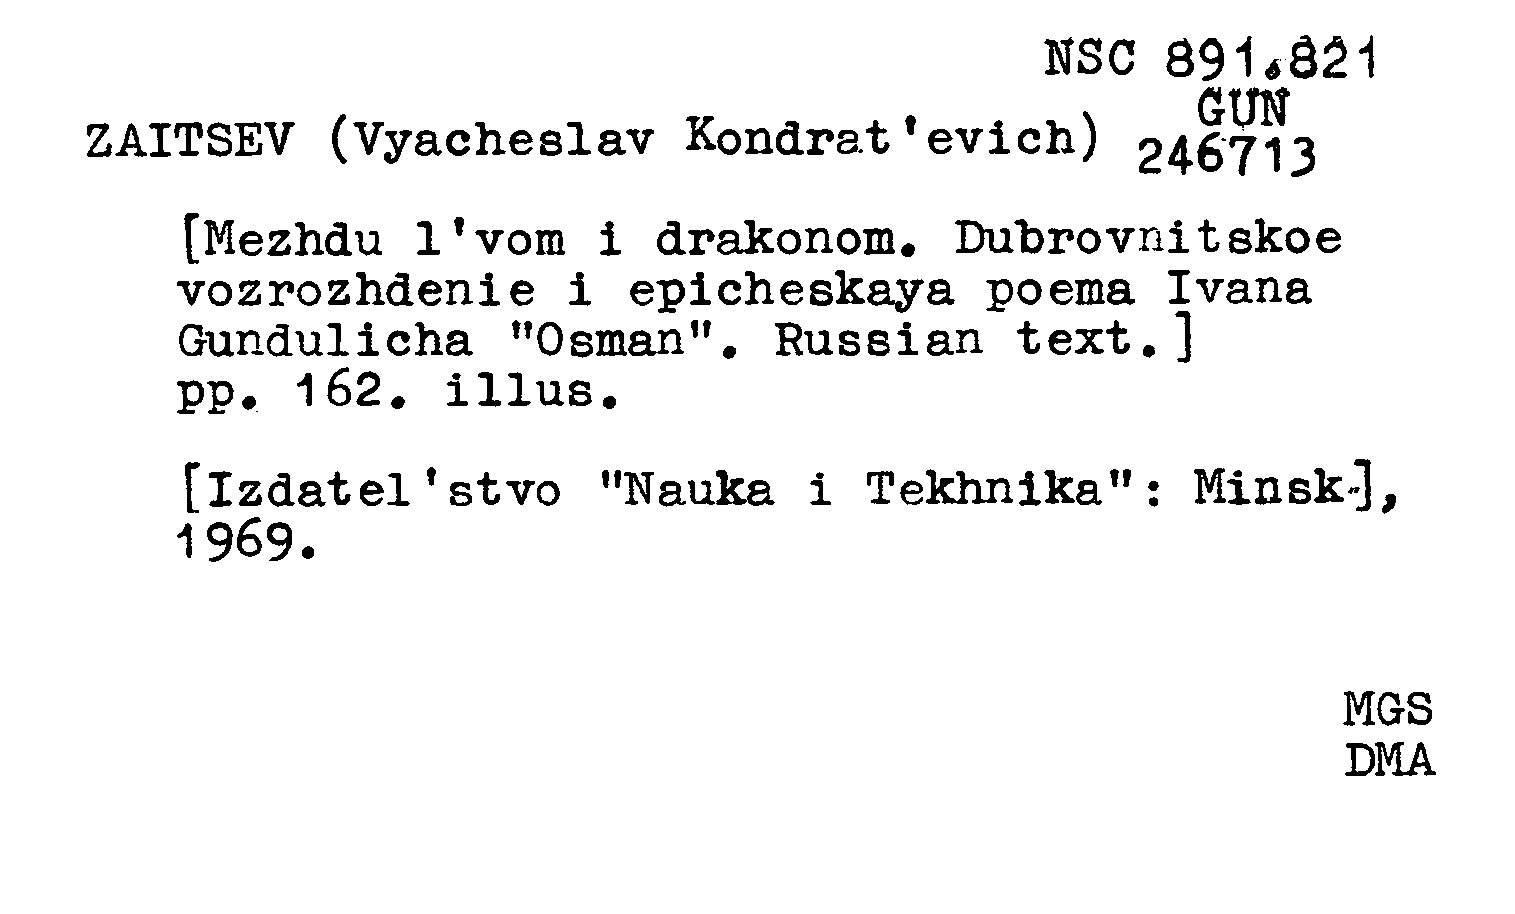 NSC 891.821
GUN
ZAITSEV (Vyacheslav Kondrat'evich) 246713
[Mezhdu l'vom i drakonom. Dubrovnitskoe
vozrozhdenie i epicheskaya poema Ivana
Gundulicha "Osman". Russian text.]
pp. 162. illus.
[Izdatel'stvo "Nauka i Tekhnika": Minsk],
1969.
MGS
DMA